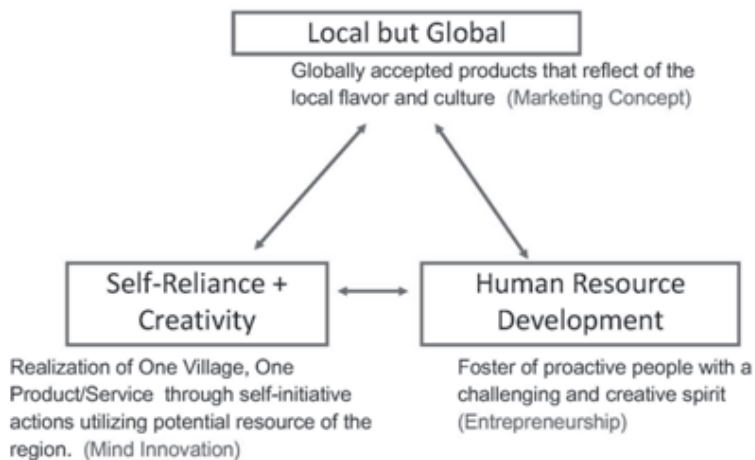 Local but Global
Globally accepted products that reflect of the
local flavor and culture (Marketing Concept)
Self-Reliance +
Creativity
Human Resource
Development
Realization of One Village, One
Product/Service through self-initiative
actions utilizing potential resource of the
region. (Mind Innovation)
Foster of proactive people with a
challenging and creative spirit
(Entrepreneurship)